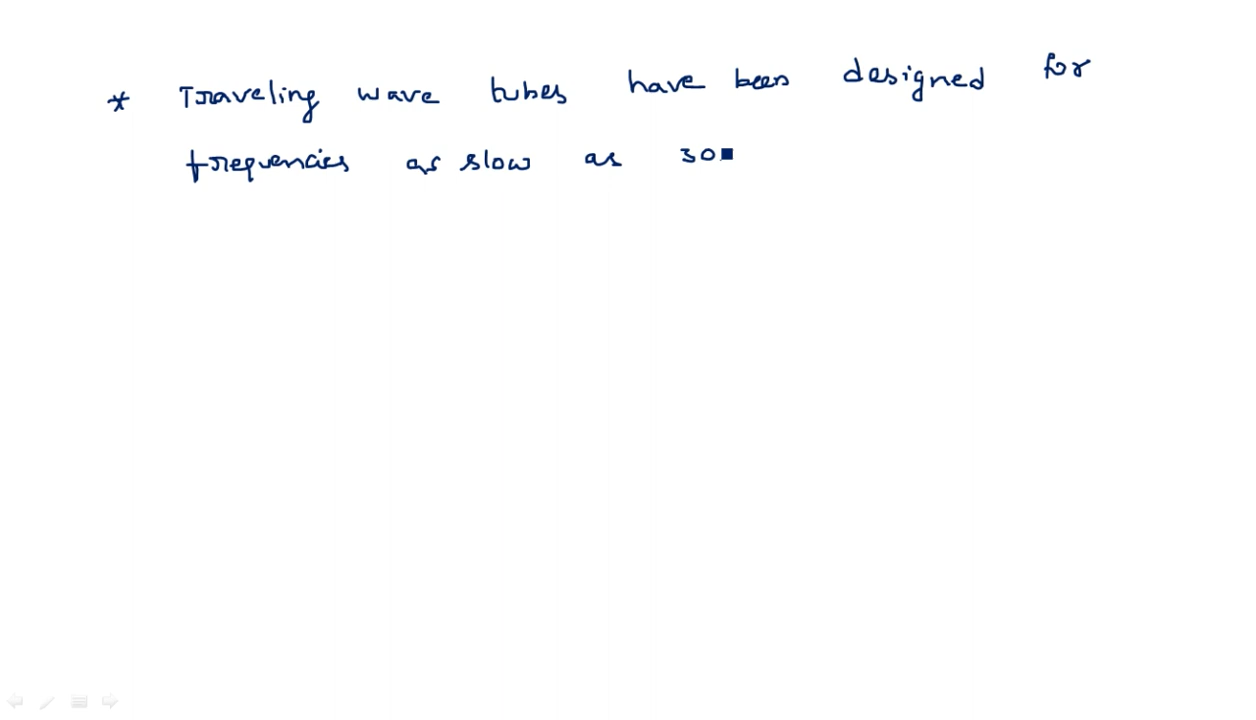 * Traveling wave tubes have been designed for
frequencies as slow as 30